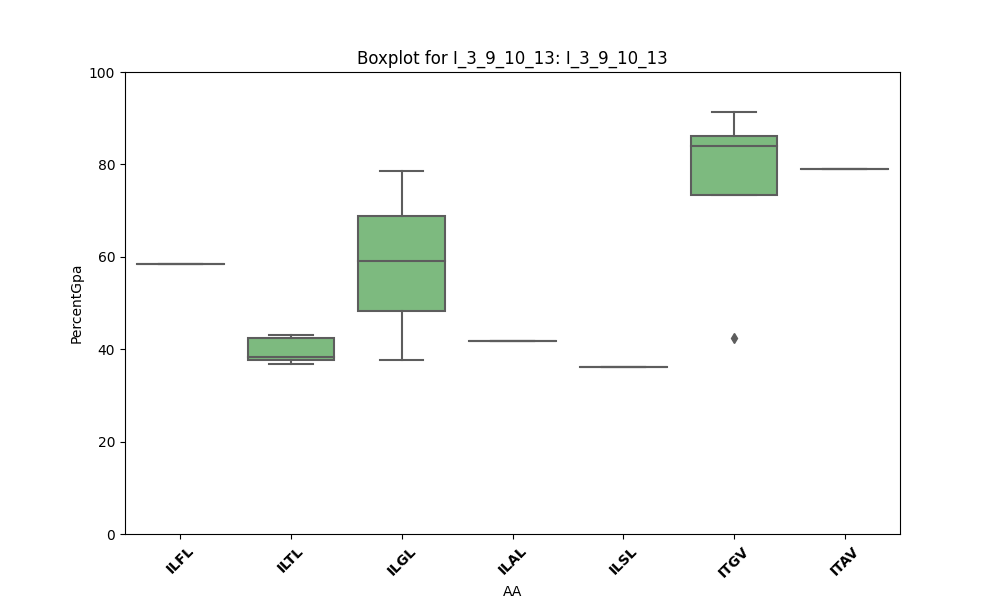 Boxplot for I_3_9_10_13: I_3_9_10_13
100
80
60
40
20
0
PercentGpa
ILFL
ILTL
ILGL
ILAL
ILSL
ITGV
ITAV
AA